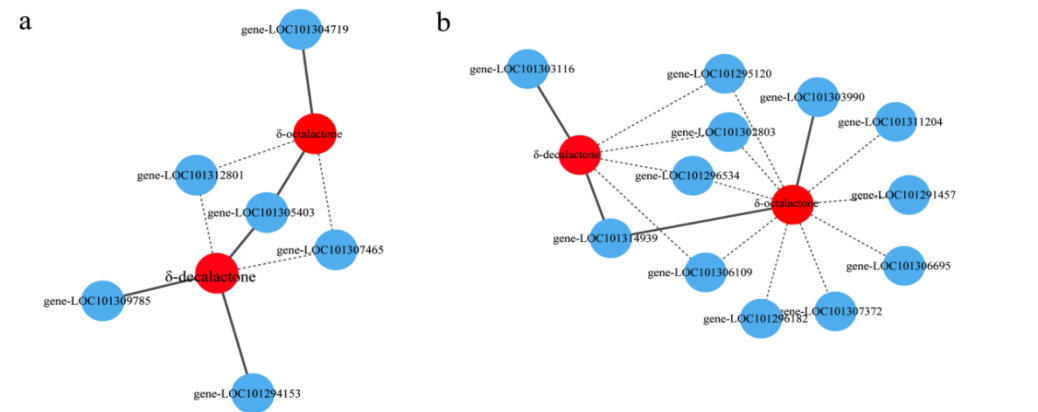 a
gene-LOC101304719
δ-octalactone
gene-LOC101312801
gene-LOC101305403
gene-LOC101307465
δ-decalactone
gene-LOC101309785
gene-LOC101294153
b
gene-LOC101303116
gene-LOC101295120
gene-LOC101303990
gene-LOC101311204
gene-LOC101302803
δ-decalactone
gene-LOC101296534
gene-LOC101291457
δ-octalactone
gene-LOC101314939
gene-LOC101306695
gene-LOC101306109
gene-LOC101307372
gene-LOC101296182